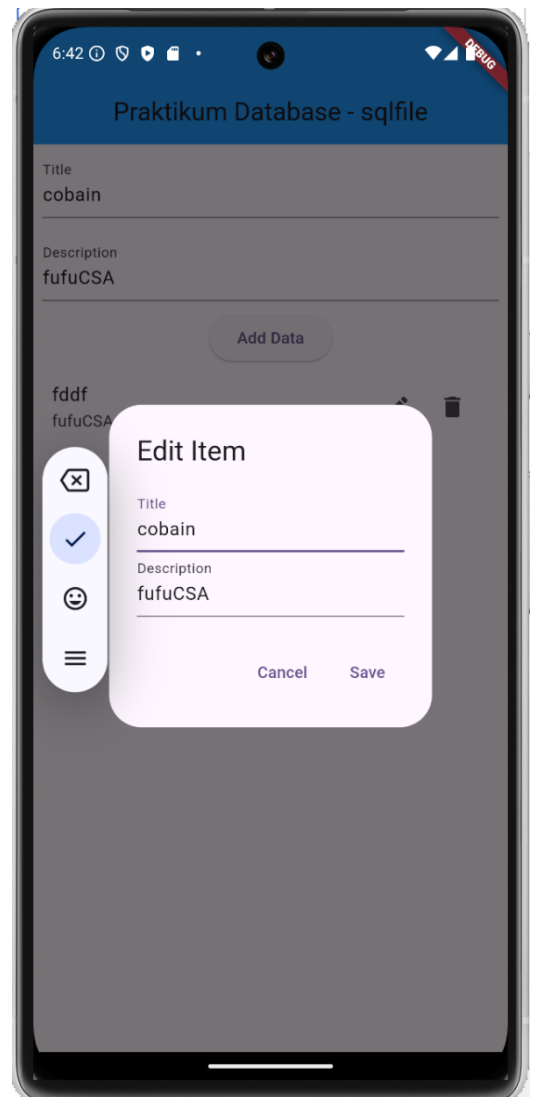 6:42
DEBUG
Praktikum Database - sqlfile
Title
cobain
Description
fufuCSA
Add Data
fddf
fufuCSA
Edit Item
Title
cobain
Description
fufuCSA
Cancel Save